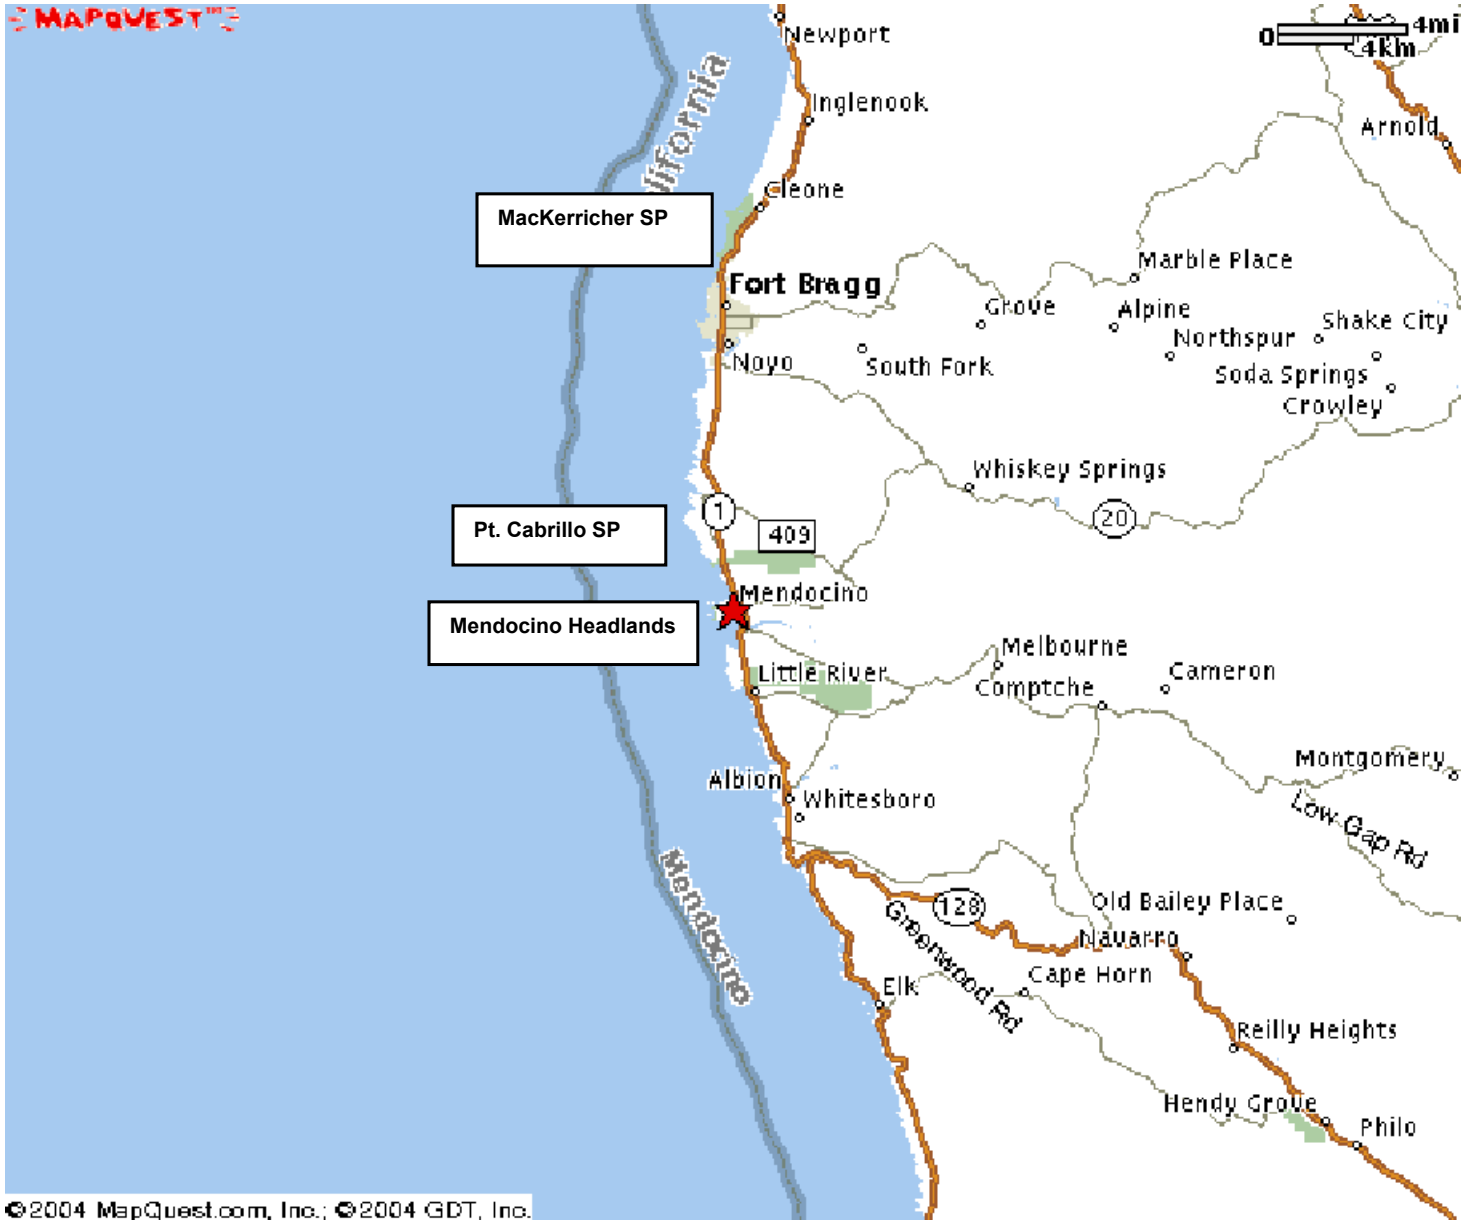 MAPQUEST™
Newport
0 4mi
4km
Inglenook
Arnold
lifornia
Cleone
MacKerricher SP
Marble Place
Fort Bragg
Grove
Alpine
Shake City
Northspur
Noyo
South Fork
Soda Springs
Crowley
Whiskey Springs
1
20
Pt. Cabrillo SP
409
Mendocino
Mendocino Headlands
Melbourne
Little River
Cameron
Comptche
Montgomery
Albion
Whitesboro
Low Gap Rd
Mendocino
128
Old Bailey Place
Greenwood Rd
Navarro
Cape Horn
Elk
Reilly Heights
Hendy Grove
Philo
©2004 MapQuest.com, Inc.; ©2004 GDT, Inc.